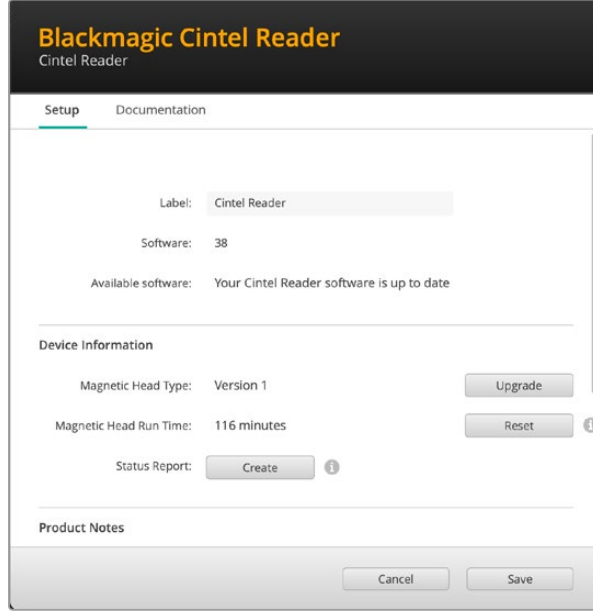 Blackmagic Cintel Reader
Cintel Reader
Setup Documentation
Label: Cintel Reader
Software: 38
Available software: Your Cintel Reader software is up to date
Device Information
Magnetic Head Type: Version 1 Upgrade
Magnetic Head Run Time: 116 minutes Reset
Status Report: Create
Product Notes
Cancel Save